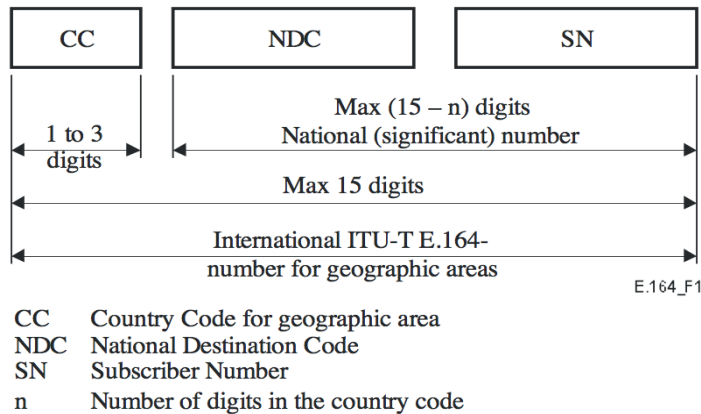 CC NDC SN
Max (15 – n) digits
1 to 3
National (significant) number
digits
Max 15 digits
International ITU-T E.164-
number for geographic areas
E.164_F1
CC Country Code for geographic area
NDC National Destination Code
SN Subscriber Number
n Number of digits in the country code